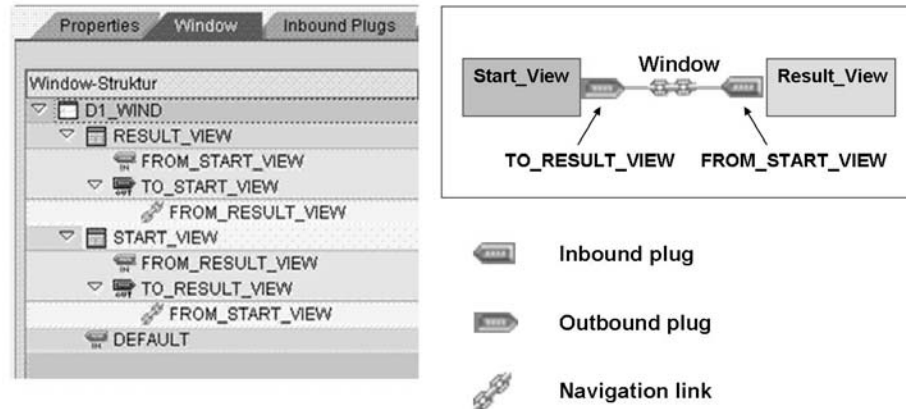 Properties
Window
Inbound Plugs
Window-Struktur
D1_WIND
RESULT_VIEW
FROM_START_VIEW
TO_START_VIEW
FROM_RESULT_VIEW
START_VIEW
FROM_RESULT_VIEW
TO_RESULT_VIEW
FROM_START_VIEW
DEFAULT
Start_View
Window
Result_View
TO_RESULT_VIEW
FROM_START_VIEW
Inbound plug
Outbound plug
Navigation link